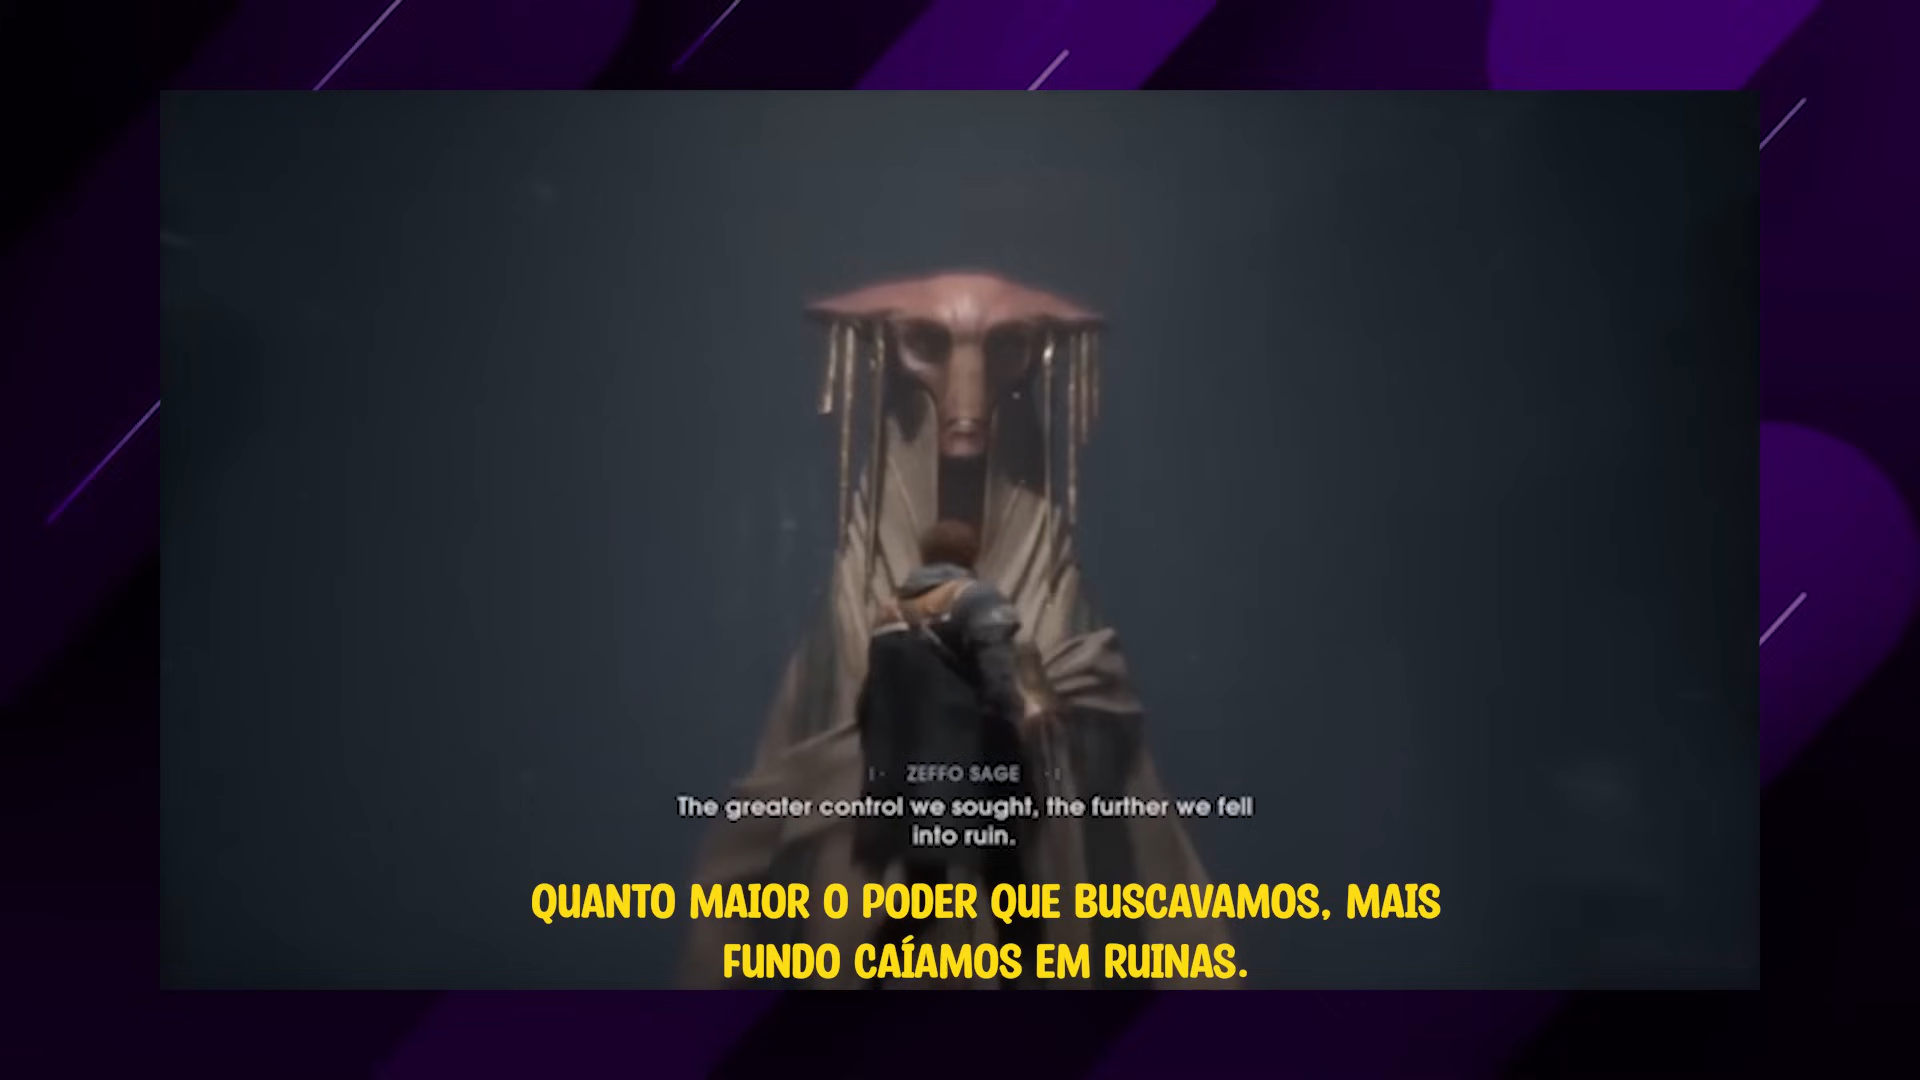 ZEFFO SAGE
The greater control we sought, the further we fell
into ruin.
QUANTO MAIOR O PODER QUE BUSCAVAMOS, MAIS
FUNDO CAÍAMOS EM RUINAS.